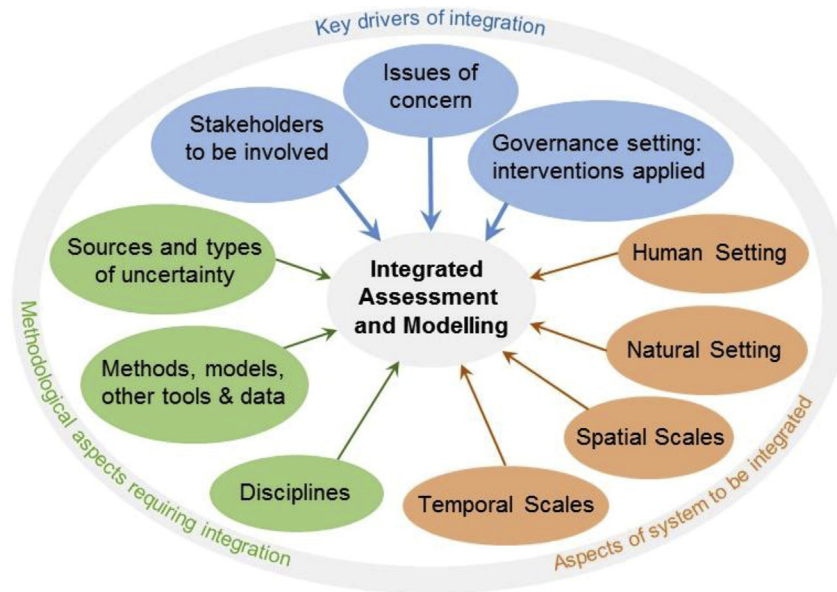 Key drivers of integration
Issues of
concern
Stakeholders
to be involved
Governance setting:
interventions applied
Sources and types
of uncertainty
Human Setting
Integrated
Assessment
and Modelling
Methods, models,
other tools & data
Natural Setting
Spatial Scales
Disciplines
Temporal Scales
Methodological aspects requiring integration
Aspects of system to be integrated